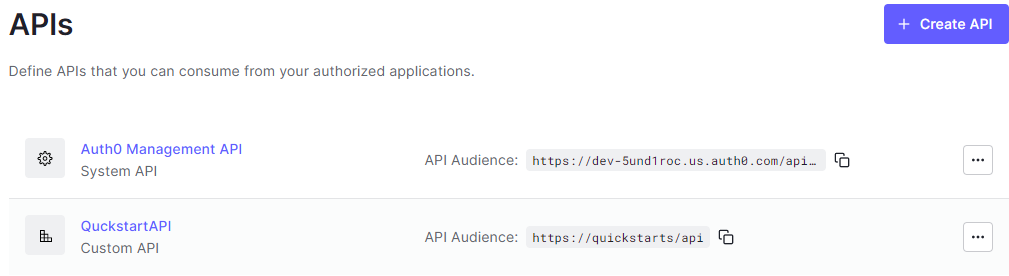 APIs
+ Create API
Define APIs that you can consume from your authorized applications.
Auth0 Management API
System API
API Audience: https://dev-5und1roc.us.auth0.com/api…
QuckstartAPI
Custom API
API Audience: https://quickstarts/api